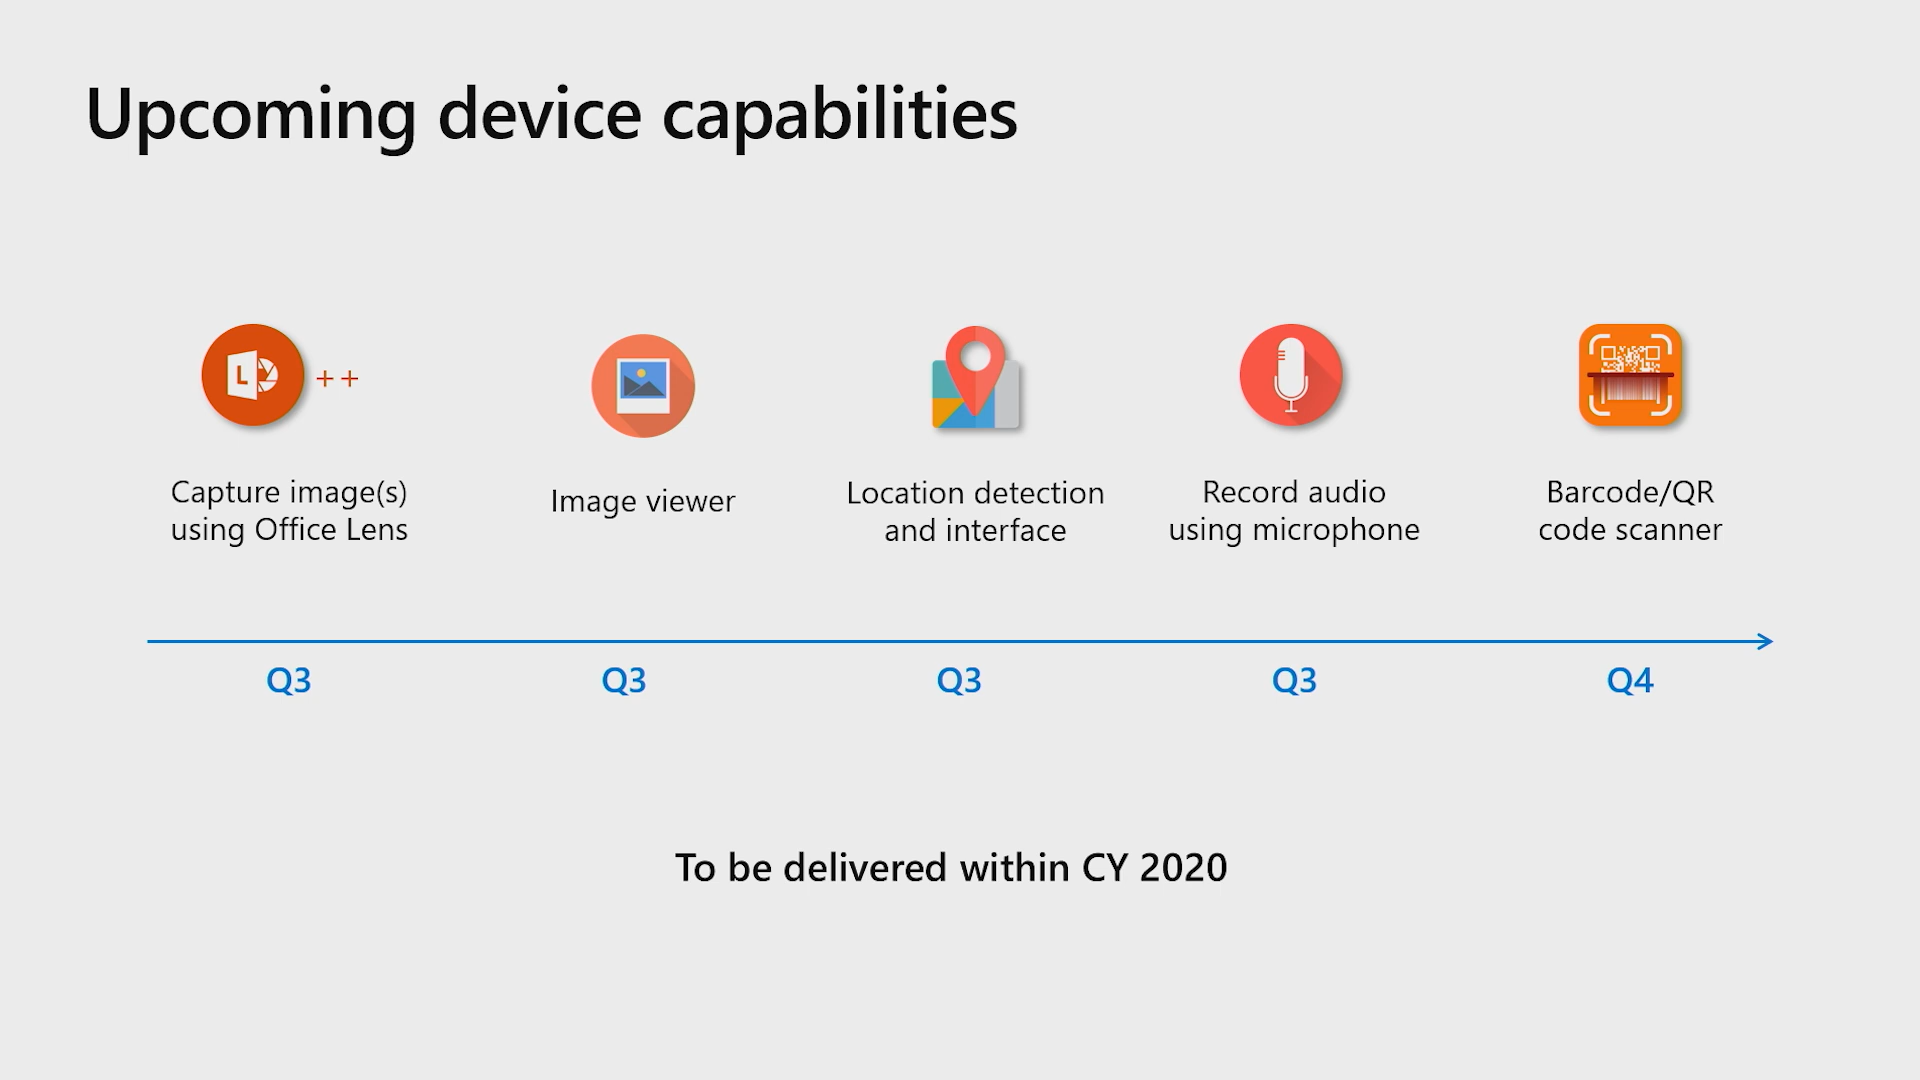 Upcoming device capabilities
L
++
Capture image(s)
using Office Lens
Image viewer
Location detection
and interface
Record audio
using microphone
Barcode/QR
code scanner
Q3
Q3
Q3
Q3
Q4
To be delivered within CY 2020